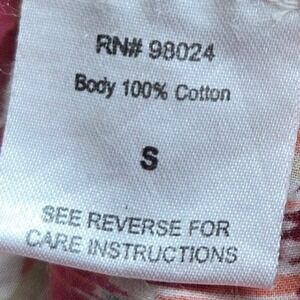 RN# 98024
Body 100% Cotton
S
SEE REVERSE FOR
CARE INSTRUCTIONS